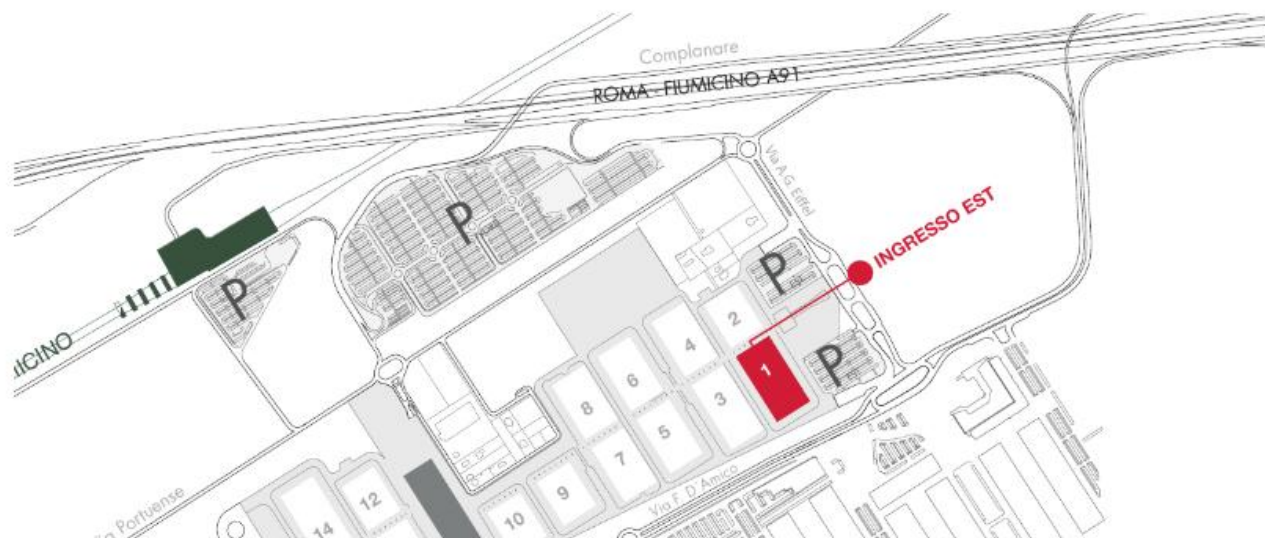 Complanare
ROMA - FIUMICINO A91
Via A.G. Eiffel
P
INGRESSO EST
P
P
2
4
P
1
6
3
8
5
7
Via F. D'Amico
9
12
10
14
Portuense